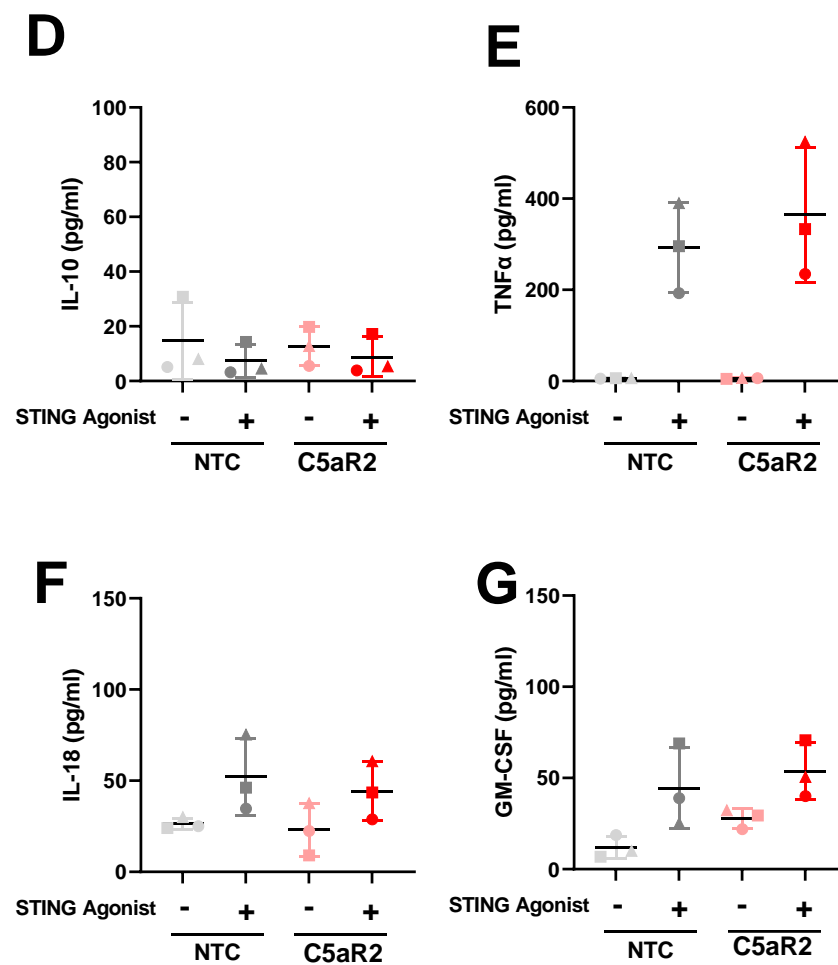 D
100
80
60
40
20
0
IL-10 (pg/ml)
STING Agonist - + - +
NTC C5aR2
E
600
400
200
0
TNFα (pg/ml)
- + - +
NTC C5aR2
F
150
100
50
0
IL-18 (pg/ml)
STING Agonist - + - +
NTC C5aR2
G
150
100
50
0
GM-CSF (pg/ml)
STING Agonist - + - +
NTC C5aR2